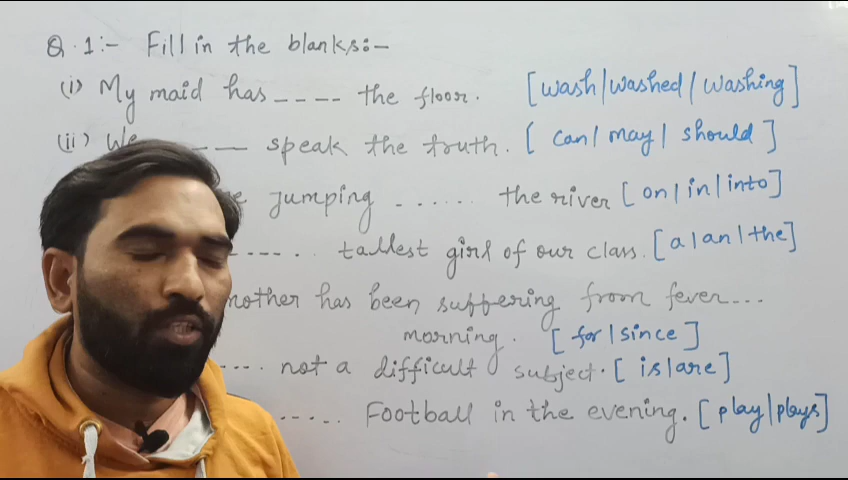 Q.1:- Fill in the blanks:-
(i) My maid has ---- the floor. [wash/washed/washing]
(ii) We ---- speak the truth. [can/may/should]
jumping ...... the river [on/in/into]
----. tallest girl of our class. [a/an/the]
mother has been suffering from fever...
morning. [for/since]
---. not a difficult subject. [is/are]
---.. Football in the evening. [play/plays]